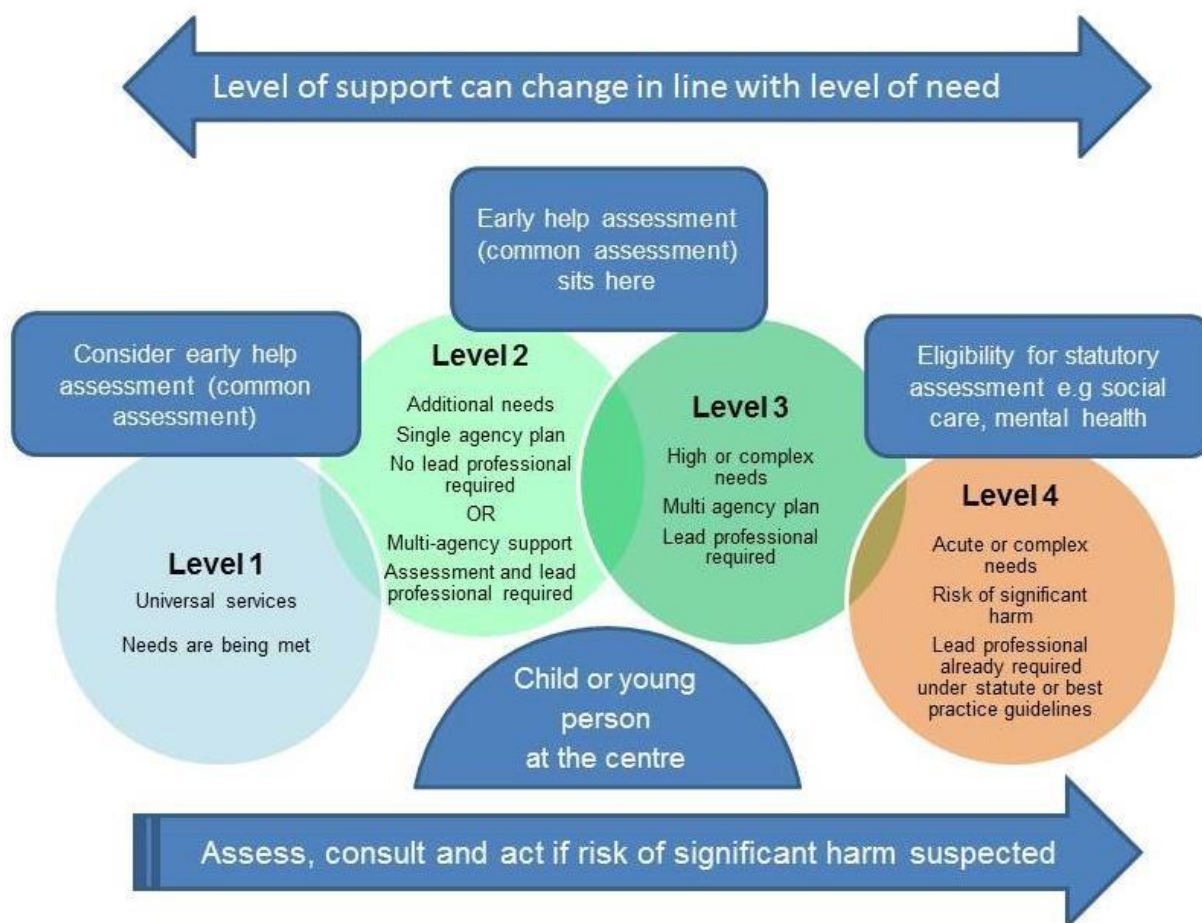 Level of support can change in line with level of need
Early help assessment
(common assessment)
sits here
Consider early help
assessment (common
assessment)
Eligibility for statutory
assessment e.g social
care, mental health
Level 1
Universal services
Needs are being met
Level 2
Additional needs
Single agency plan
No lead professional
required
OR
Multi-agency support
Assessment and lead
professional required
Level 3
High or complex
needs
Multi agency plan
Lead professional
required
Level 4
Acute or complex
needs
Risk of significant
harm
Lead professional
already required
under statute or best
practice guidelines
Child or young
person
at the centre
Assess, consult and act if risk of significant harm suspected